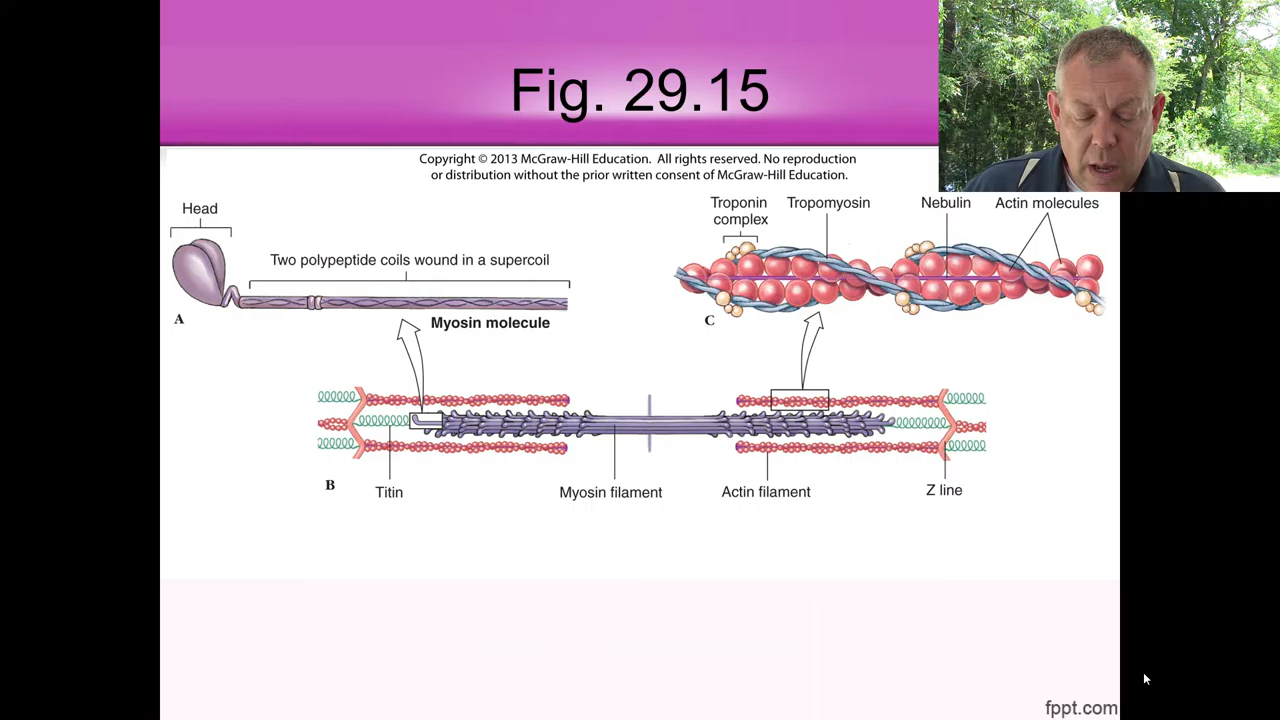 Fig. 29.15
Copyright © 2013 McGraw-Hill Education. All rights reserved. No reproduction
or distribution without the prior written consent of McGraw-Hill Education.
Head
Two polypeptide coils wound in a supercoil
A
Myosin molecule
Troponin
complex
Tropomyosin
Nebulin
Actin molecules
C
B
Titin
Myosin filament
Actin filament
Z line
fppt.com